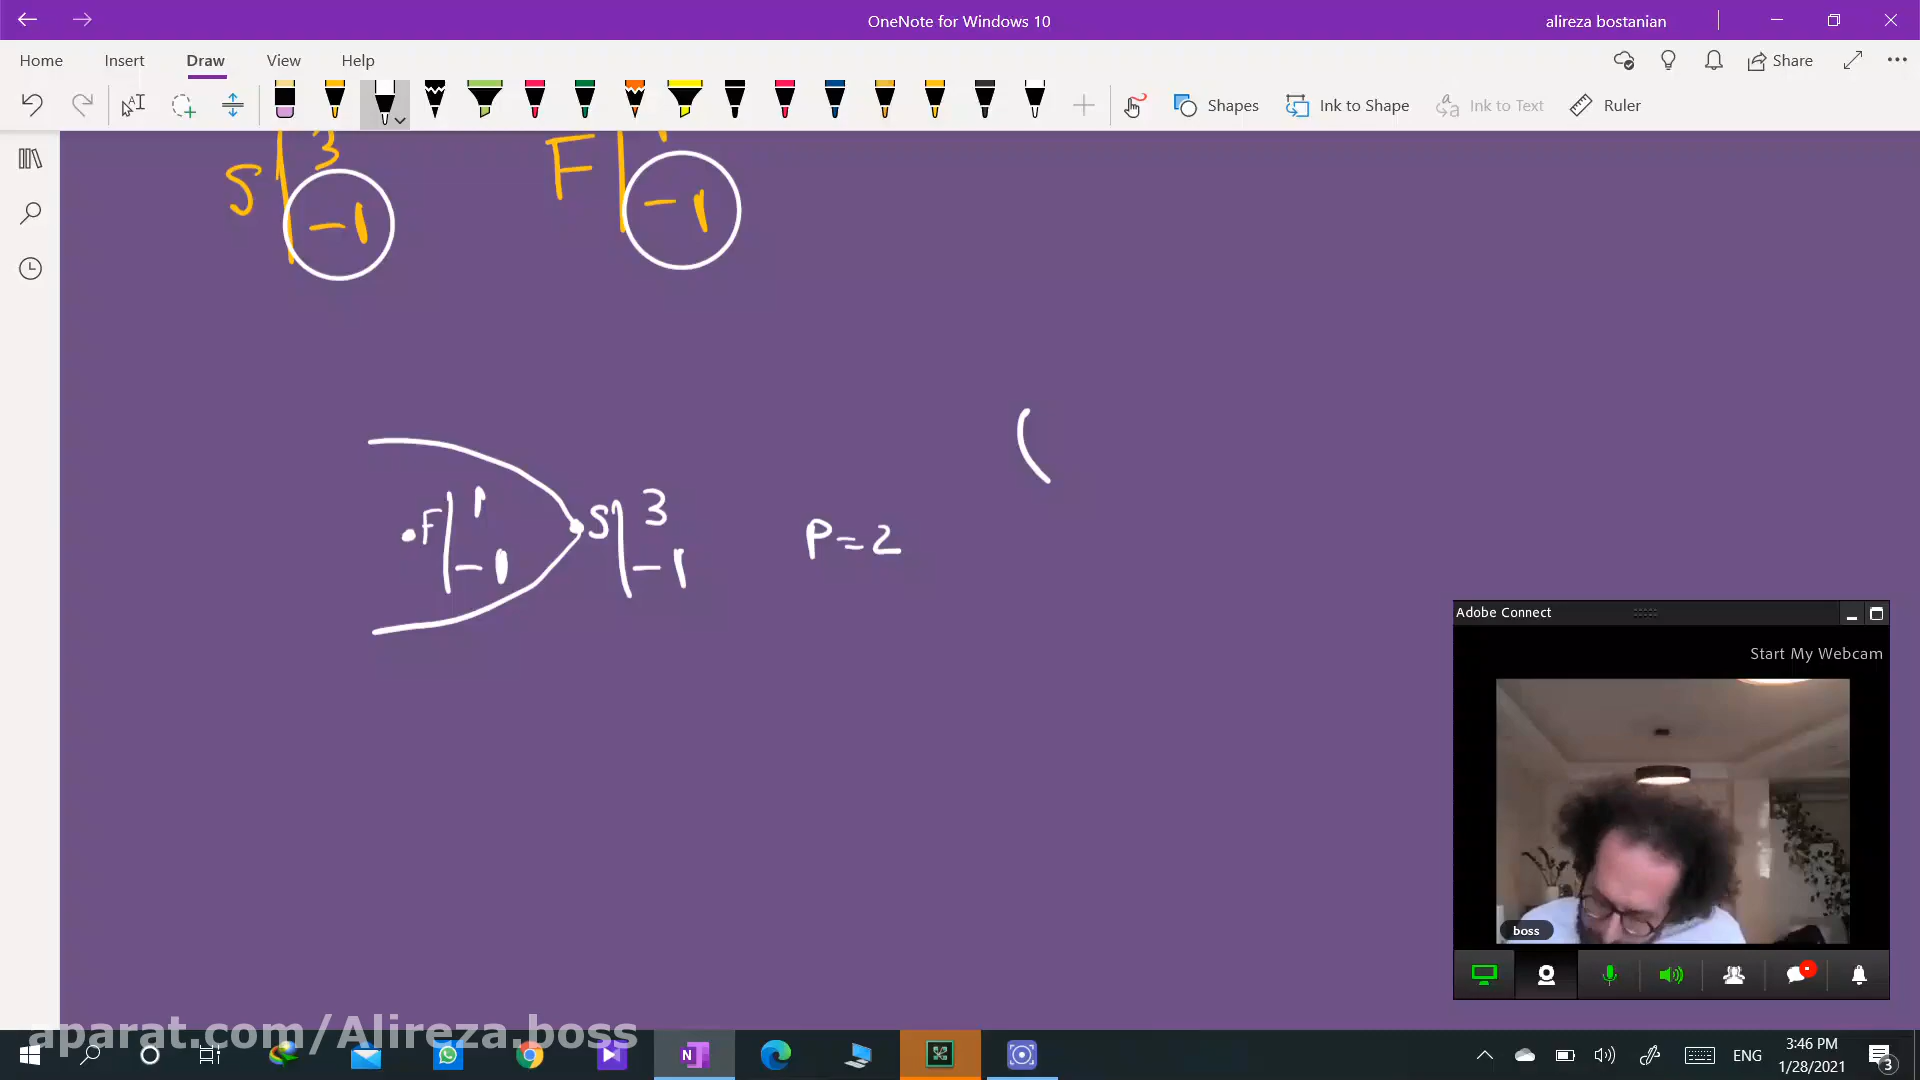 OneNote for Windows 10
alireza bostanian
Home Insert Draw View Help
Share
Shapes Ink to Shape Ink to Text Ruler
S 3
-1
F
-1
F 1
-1
S 3
-1
P=2
(
Adobe Connect
Start My Webcam
boss
aparat.com/Alireza.boss
ENG
3:46 PM
1/28/2021
3